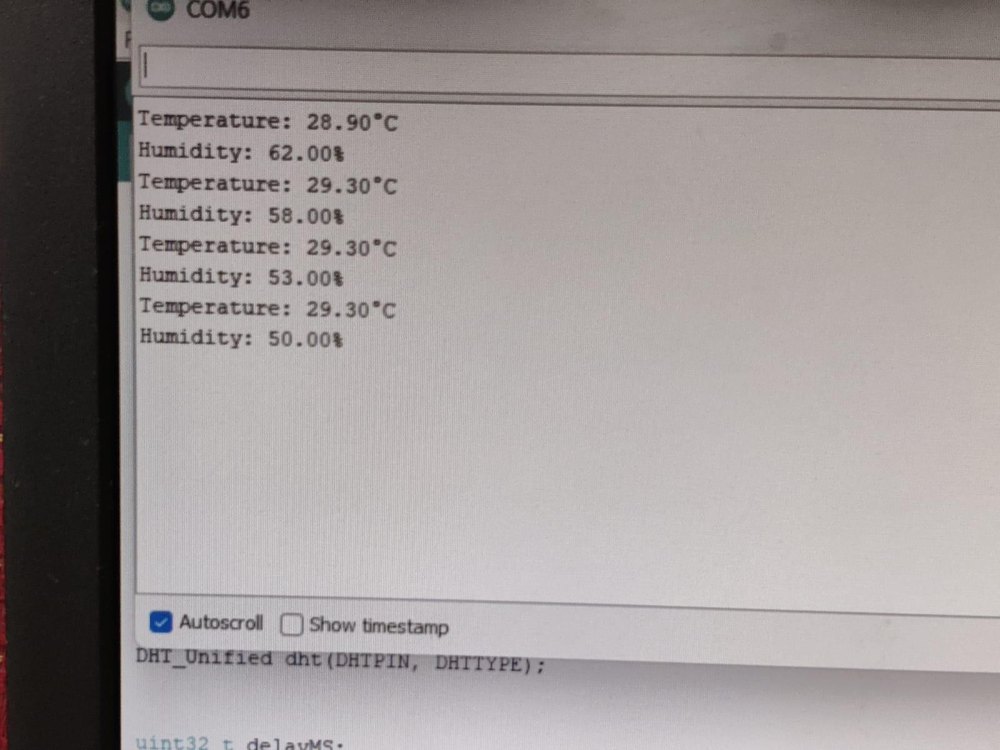 COM6
Temperature: 28.90°C
Humidity: 62.00%
Temperature: 29.30°C
Humidity: 58.00%
Temperature: 29.30°C
Humidity: 53.00%
Temperature: 29.30°C
Humidity: 50.00%
Autoscroll Show timestamp
DHT_Unified dht(DHTPIN, DHTTYPE);
uint32_t delayMS;